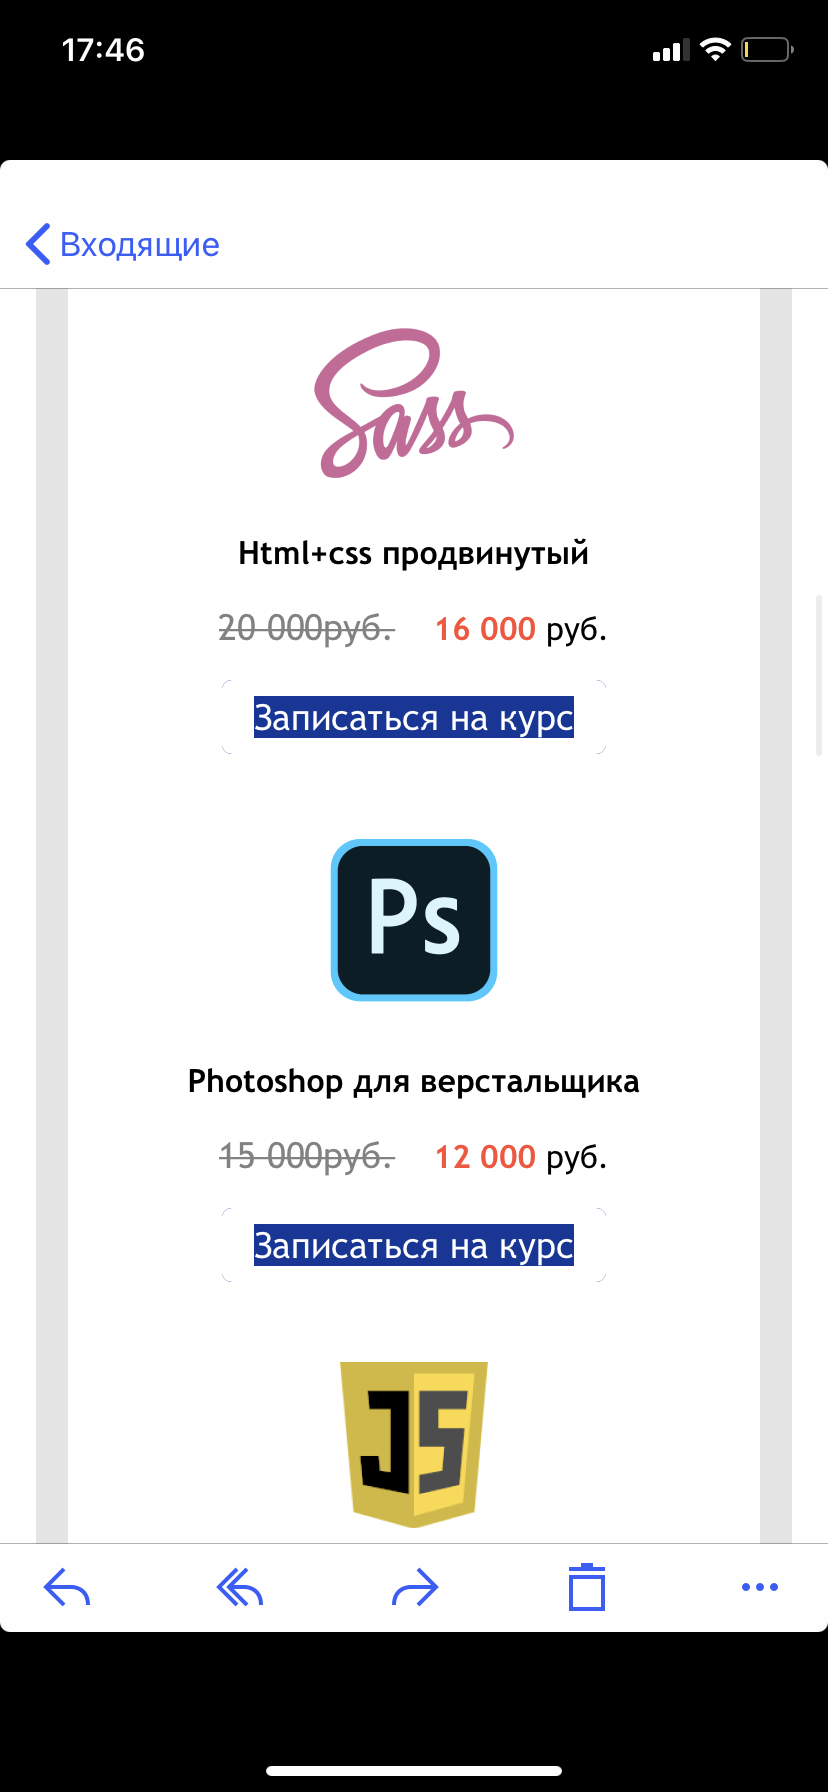 17:46
Входящие
Sass
Html+css продвинутый
20 000руб. 16 000 руб.
Записаться на курс
Ps
Photoshop для верстальщика
15 000руб. 12 000 руб.
Записаться на курс
JS